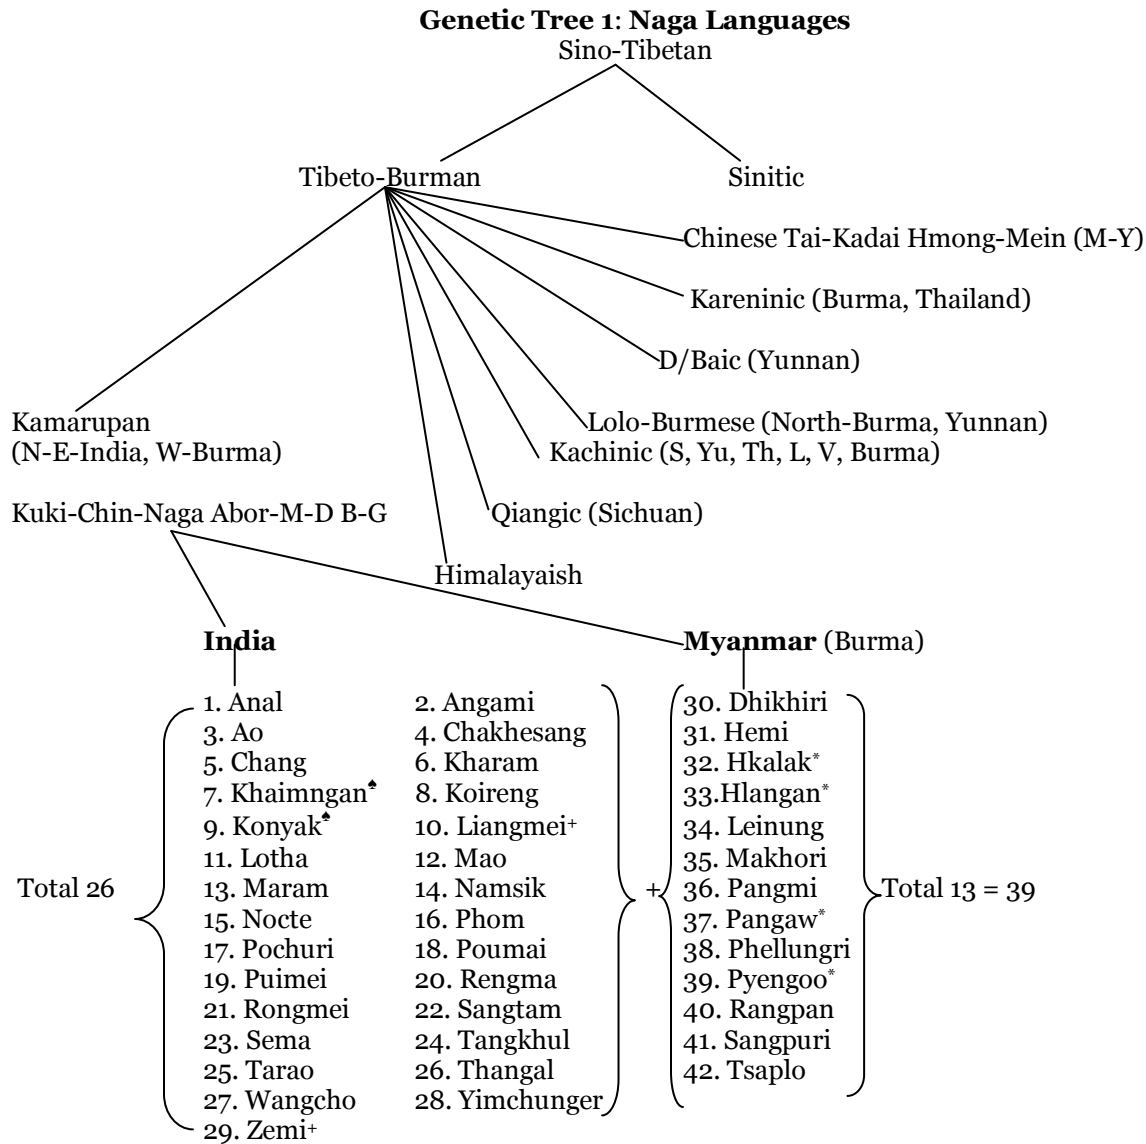 Genetic Tree 1: Naga Languages
Sino-Tibetan
Tibeto-Burman
Sinitic
Chinese Tai-Kadai Hmong-Mein (M-Y)
Kareninic (Burma, Thailand)
D/Baic (Yunnan)
Lolo-Burmese (North-Burma, Yunnan)
Kachinic (S, Yu, Th, L, V, Burma)
Qiangic (Sichuan)
Himalayaish
Kamarupan
(N-E-India, W-Burma)
Kuki-Chin-Naga Abor-M-D B-G
India
Total 26
1. Anal 2. Angami
3. Ao 4. Chakhesang
5. Chang 6. Kharam
7. Khaimngan♠ 8. Koireng
9. Konyak♠ 10. Liangmei+
11. Lotha 12. Mao
13. Maram 14. Namsik
15. Nocte 16. Phom
17. Pochuri 18. Poumai
19. Puimei 20. Rengma
21. Rongmei 22. Sangtam
23. Sema 24. Tangkhul
25. Tarao 26. Thangal
27. Wangcho 28. Yimchunger
29. Zemi+
+
Myanmar (Burma)
30. Dhikhiri
31. Hemi
32. Hkalak*
33.Hlangan*
34. Leinung
35. Makhori
36. Pangmi
37. Pangaw*
38. Phellungri
39. Pyengoo*
40. Rangpan
41. Sangpuri
42. Tsaplo
Total 13 = 39